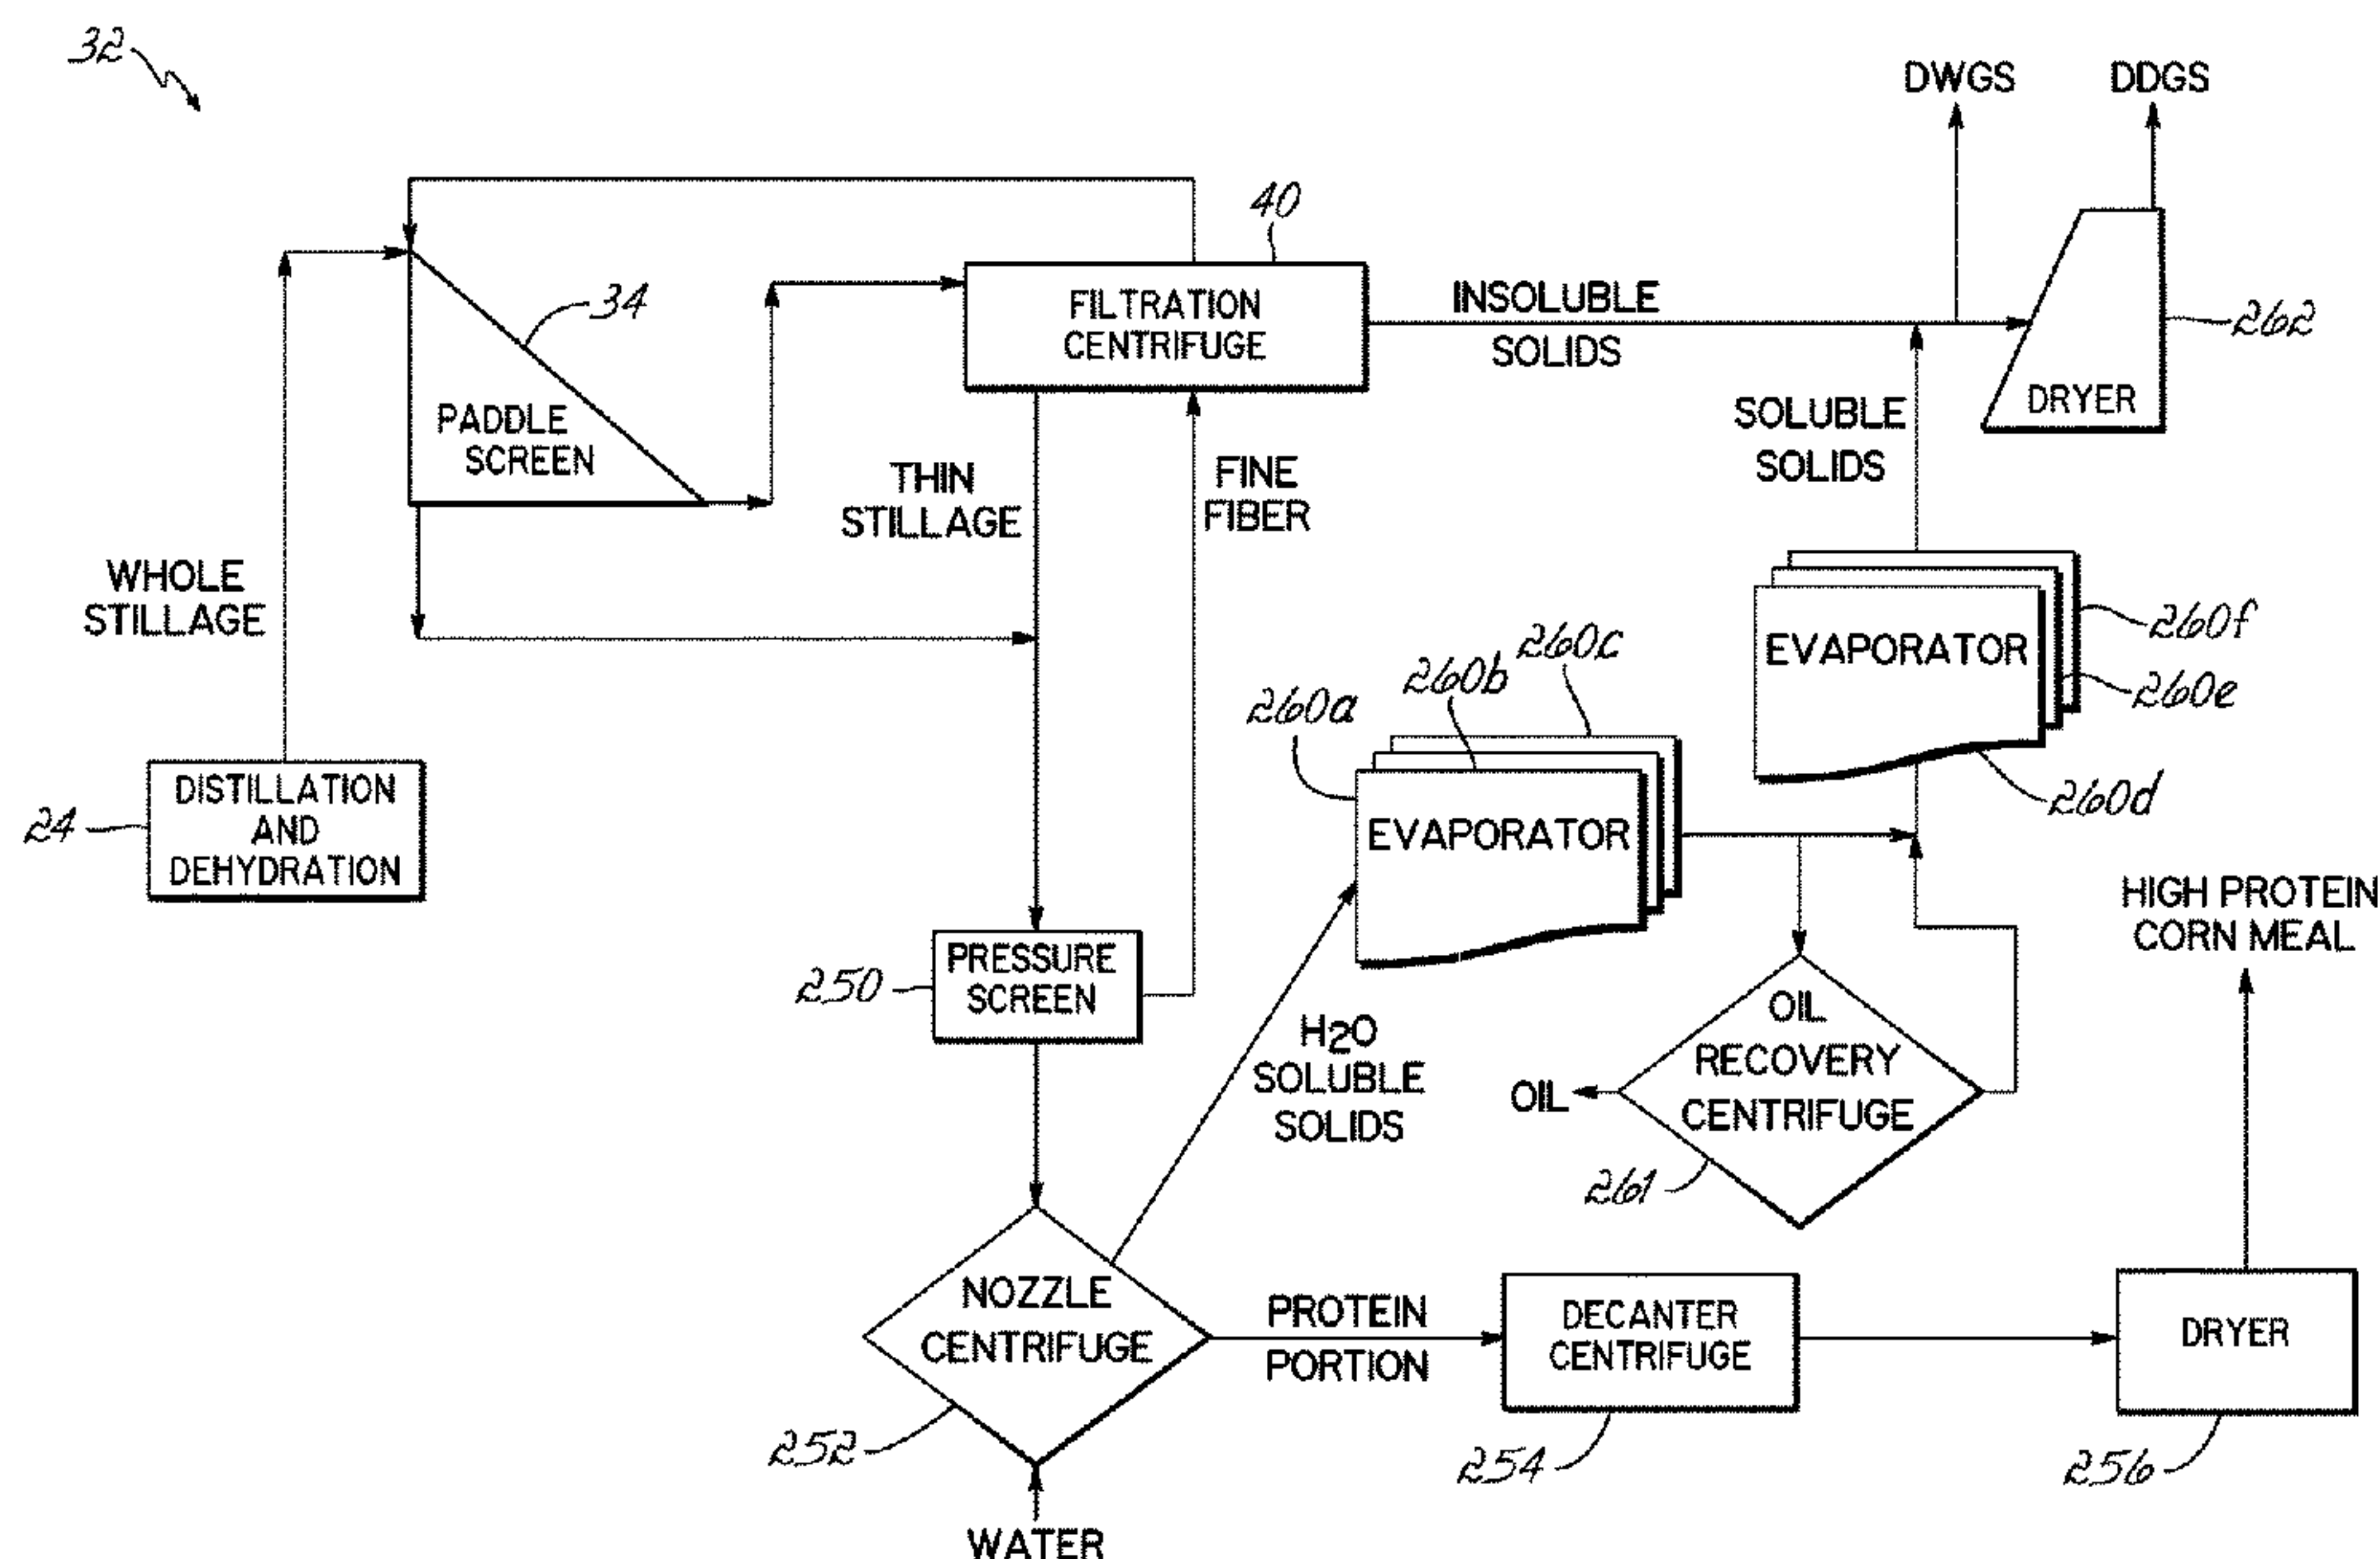 32
DWGS
DDGS
40
FILTRATION
CENTRIFUGE
INSOLUBLE
SOLIDS
262
DRYER
34
PADDLE
SCREEN
THIN
STILLAGE
FINE
FIBER
SOLUBLE
SOLIDS
WHOLE
STILLAGE
EVAPORATOR
260f
260e
260d
260c
260b
260a
EVAPORATOR
24
DISTILLATION
AND
DEHYDRATION
HIGH PROTEIN
CORN MEAL
250
PRESSURE
SCREEN
H2O
SOLUBLE
SOLIDS
OIL
OIL
RECOVERY
CENTRIFUGE
261
NOZZLE
CENTRIFUGE
PROTEIN
PORTION
DECANTER
CENTRIFUGE
DRYER
252
254
256
WATER